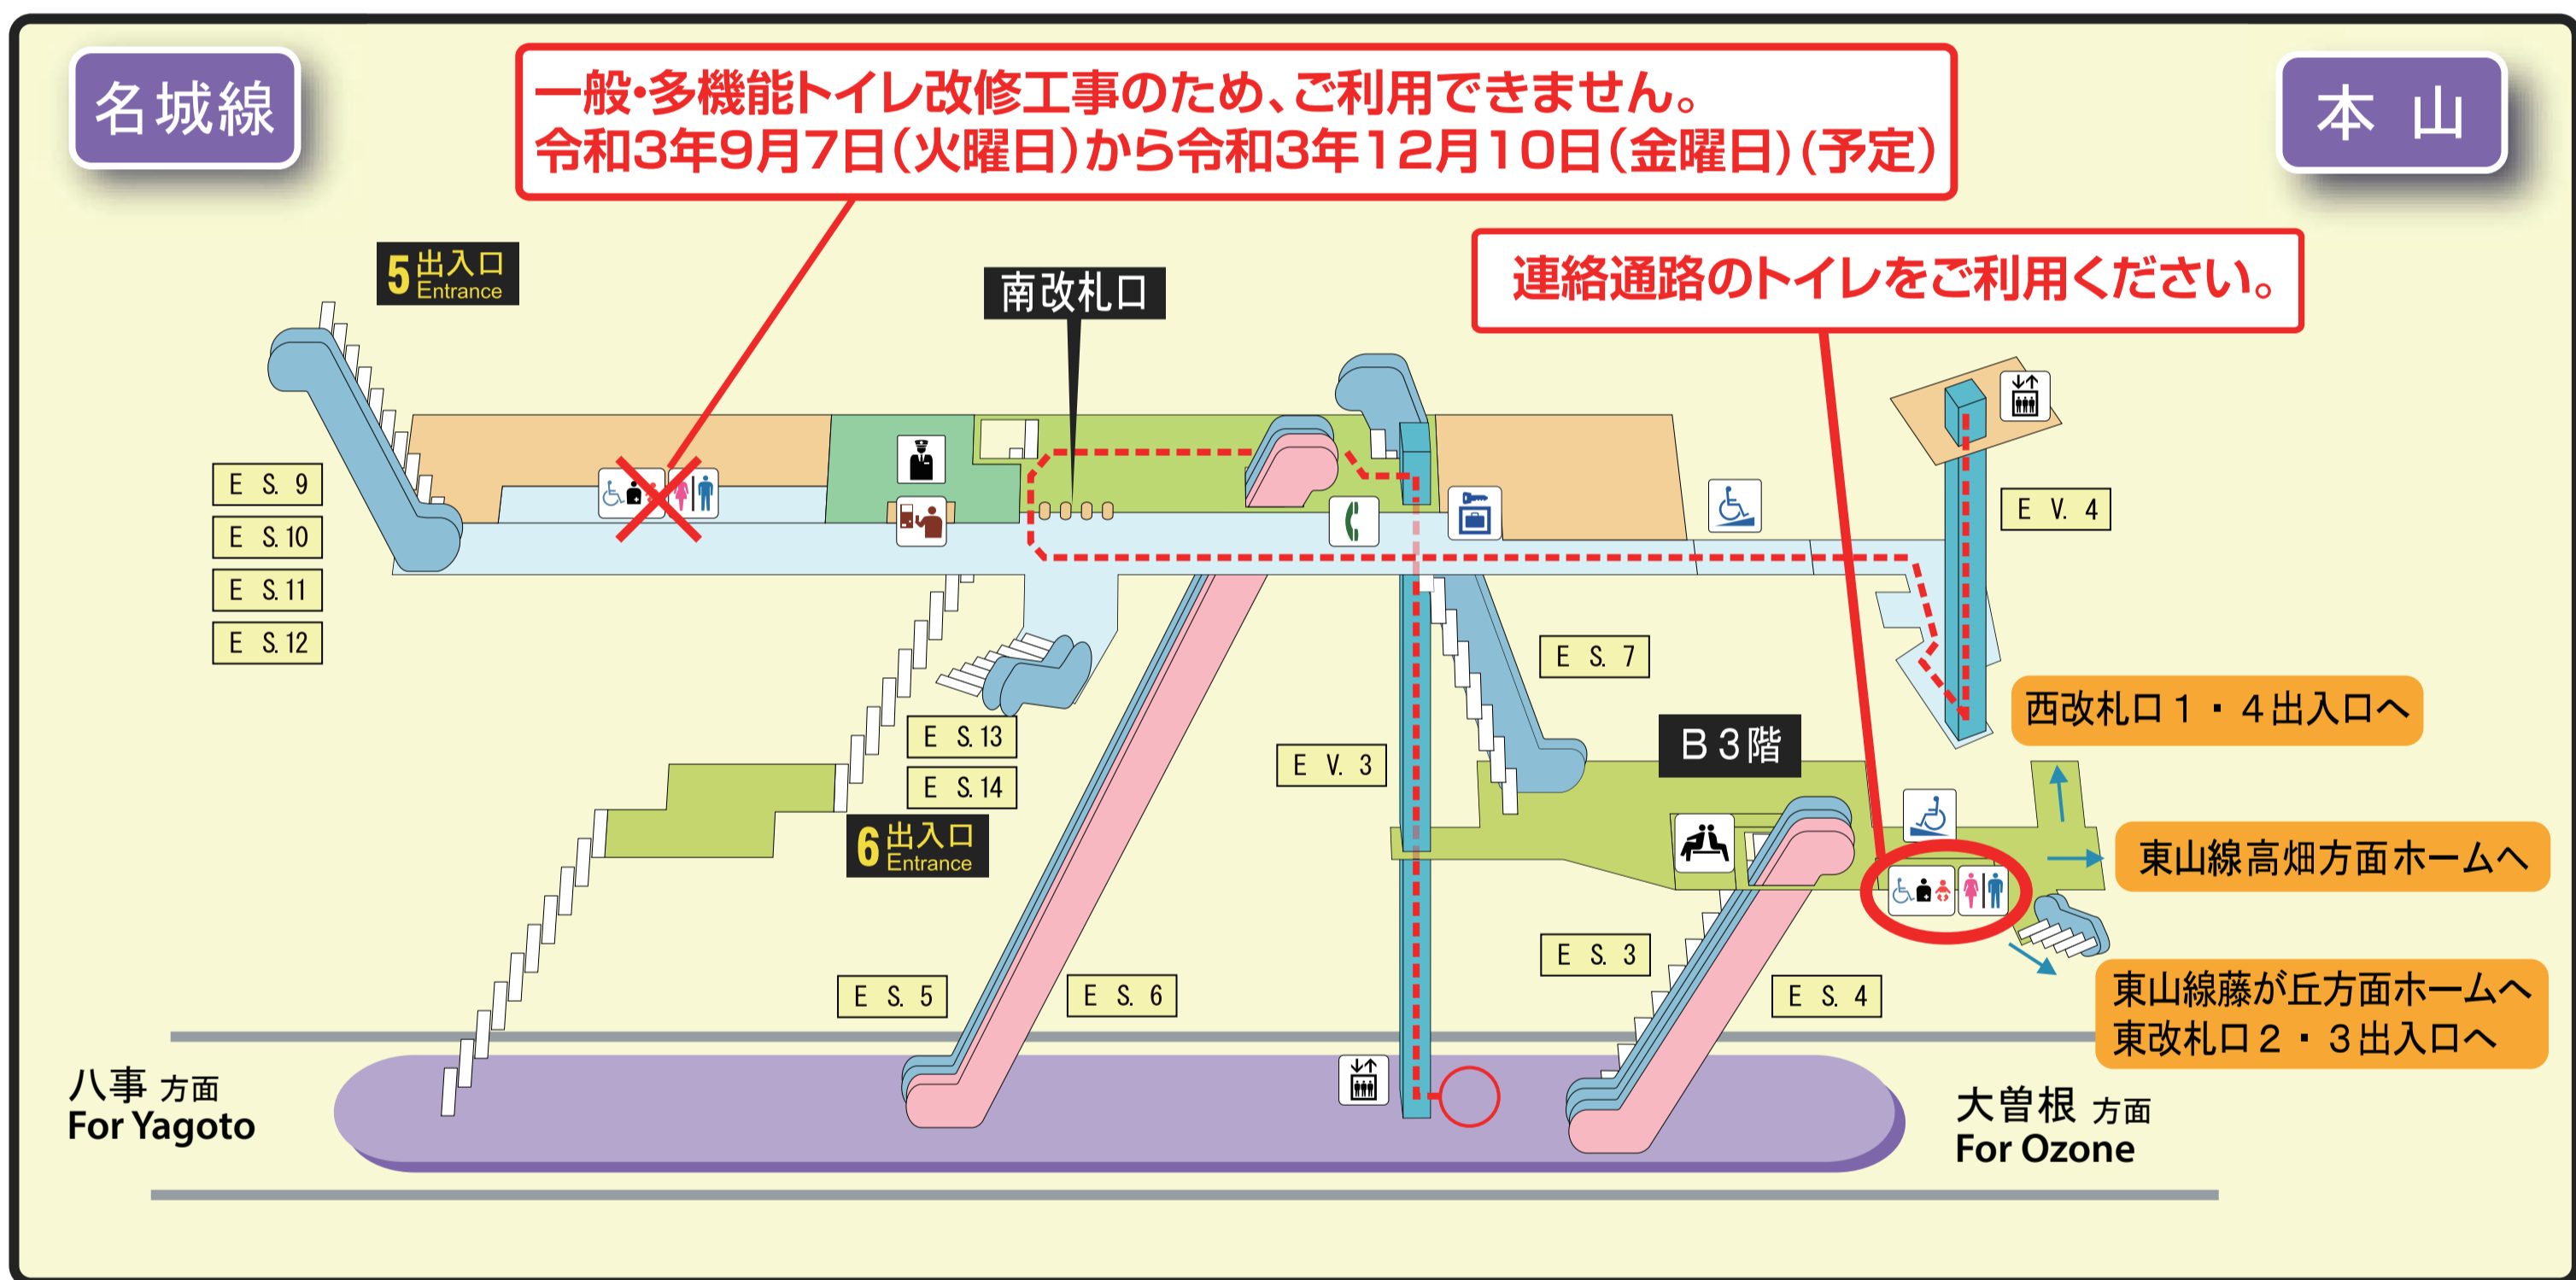 名城線
一般・多機能トイレ改修工事のため、ご利用できません。
令和3年9月7日（火曜日）から令和3年12月10日（金曜日）（予定）
本 山
連絡通路のトイレをご利用ください。
5 出入口
Entrance
南改札口
E S. 9
E S.10
E S.11
E S.12
E V. 4
E S. 7
西改札口１・４出入口へ
E S.13
E S.14
E V. 3
B３階
6 出入口
Entrance
東山線高畑方面ホームへ
E S. 5
E S. 6
E S. 3
E S. 4
東山線藤が丘方面ホームへ
東改札口２・３出入口へ
八事 方面
For Yagoto
大曽根 方面
For Ozone